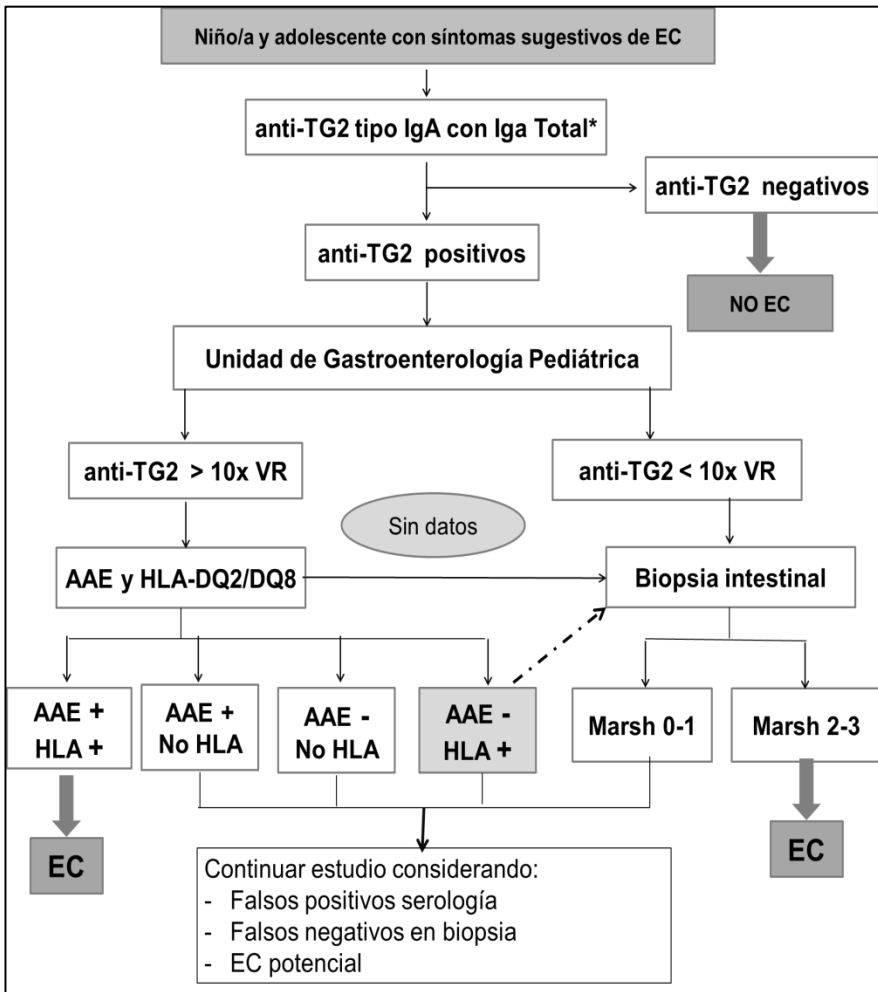 Niño/a y adolescente con síntomas sugestivos de EC
anti-TG2 tipo IgA con Iga Total*
anti-TG2 negativos
anti-TG2 positivos
NO EC
Unidad de Gastroenterología Pediátrica
anti-TG2 > 10x VR
anti-TG2 < 10x VR
Sin datos
AAE y HLA-DQ2/DQ8
Biopsia intestinal
AAE +
HLA +
AAE +
No HLA
AAE -
No HLA
AAE -
HLA +
Marsh 0-1
Marsh 2-3
EC
EC
Continuar estudio considerando:
- Falsos positivos serología
- Falsos negativos en biopsia
- EC potencial